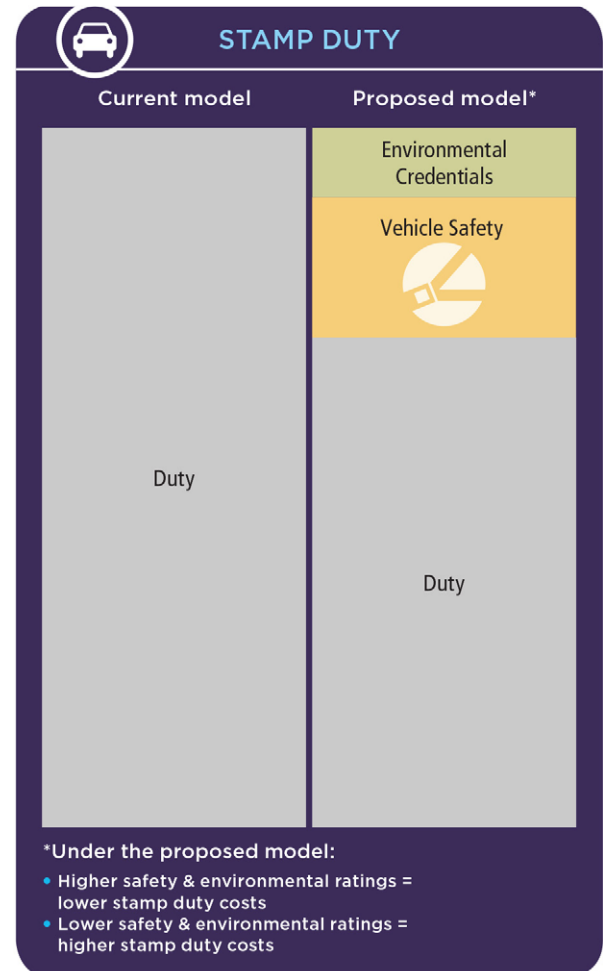 STAMP DUTY
Current model
Proposed model*
Environmental
Credentials
Vehicle Safety
Duty
Duty
*Under the proposed model:
• Higher safety & environmental ratings =
lower stamp duty costs
• Lower safety & environmental ratings =
higher stamp duty costs